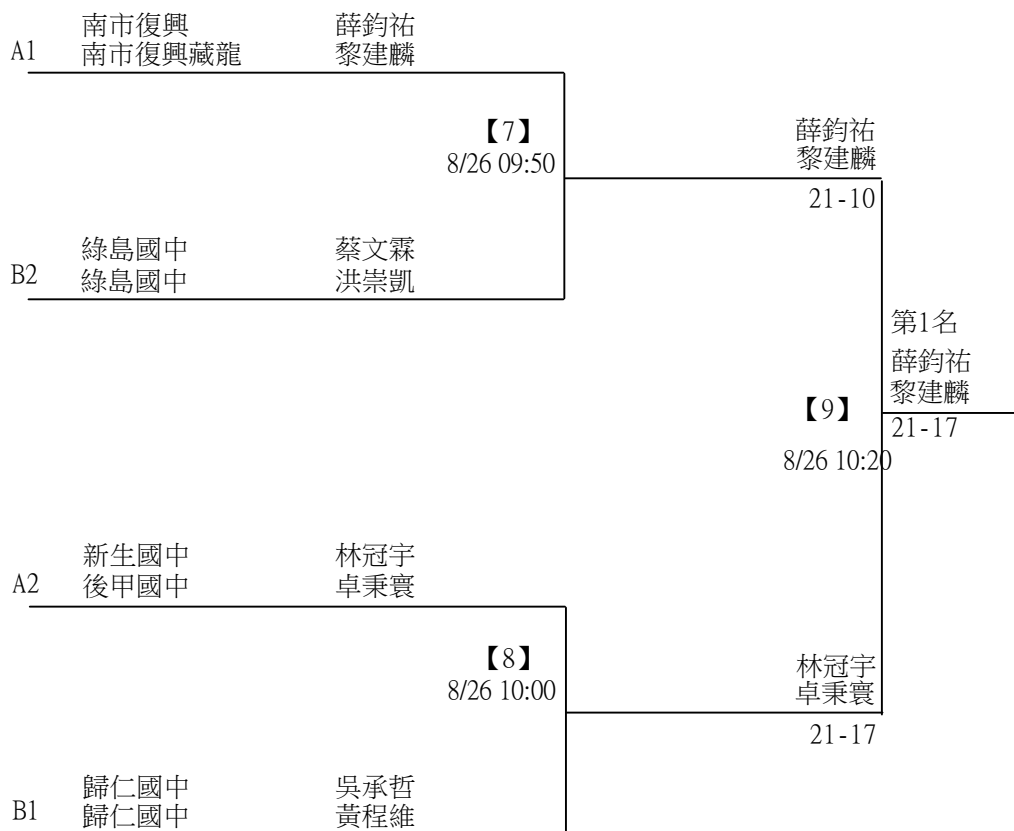 南市復興 薛鈞祐
A1 南市復興藏龍 黎建麟
【7】
8/26 09:50
薛鈞祐
黎建麟
21-10
綠島國中 蔡文霖
B2 綠島國中 洪崇凱
第1名
薛鈞祐
黎建麟
【9】
21-17
8/26 10:20
新生國中 林冠宇
A2 後甲國中 卓秉寰
【8】
8/26 10:00
林冠宇
卓秉寰
21-17
歸仁國中 吳承哲
B1 歸仁國中 黃程維